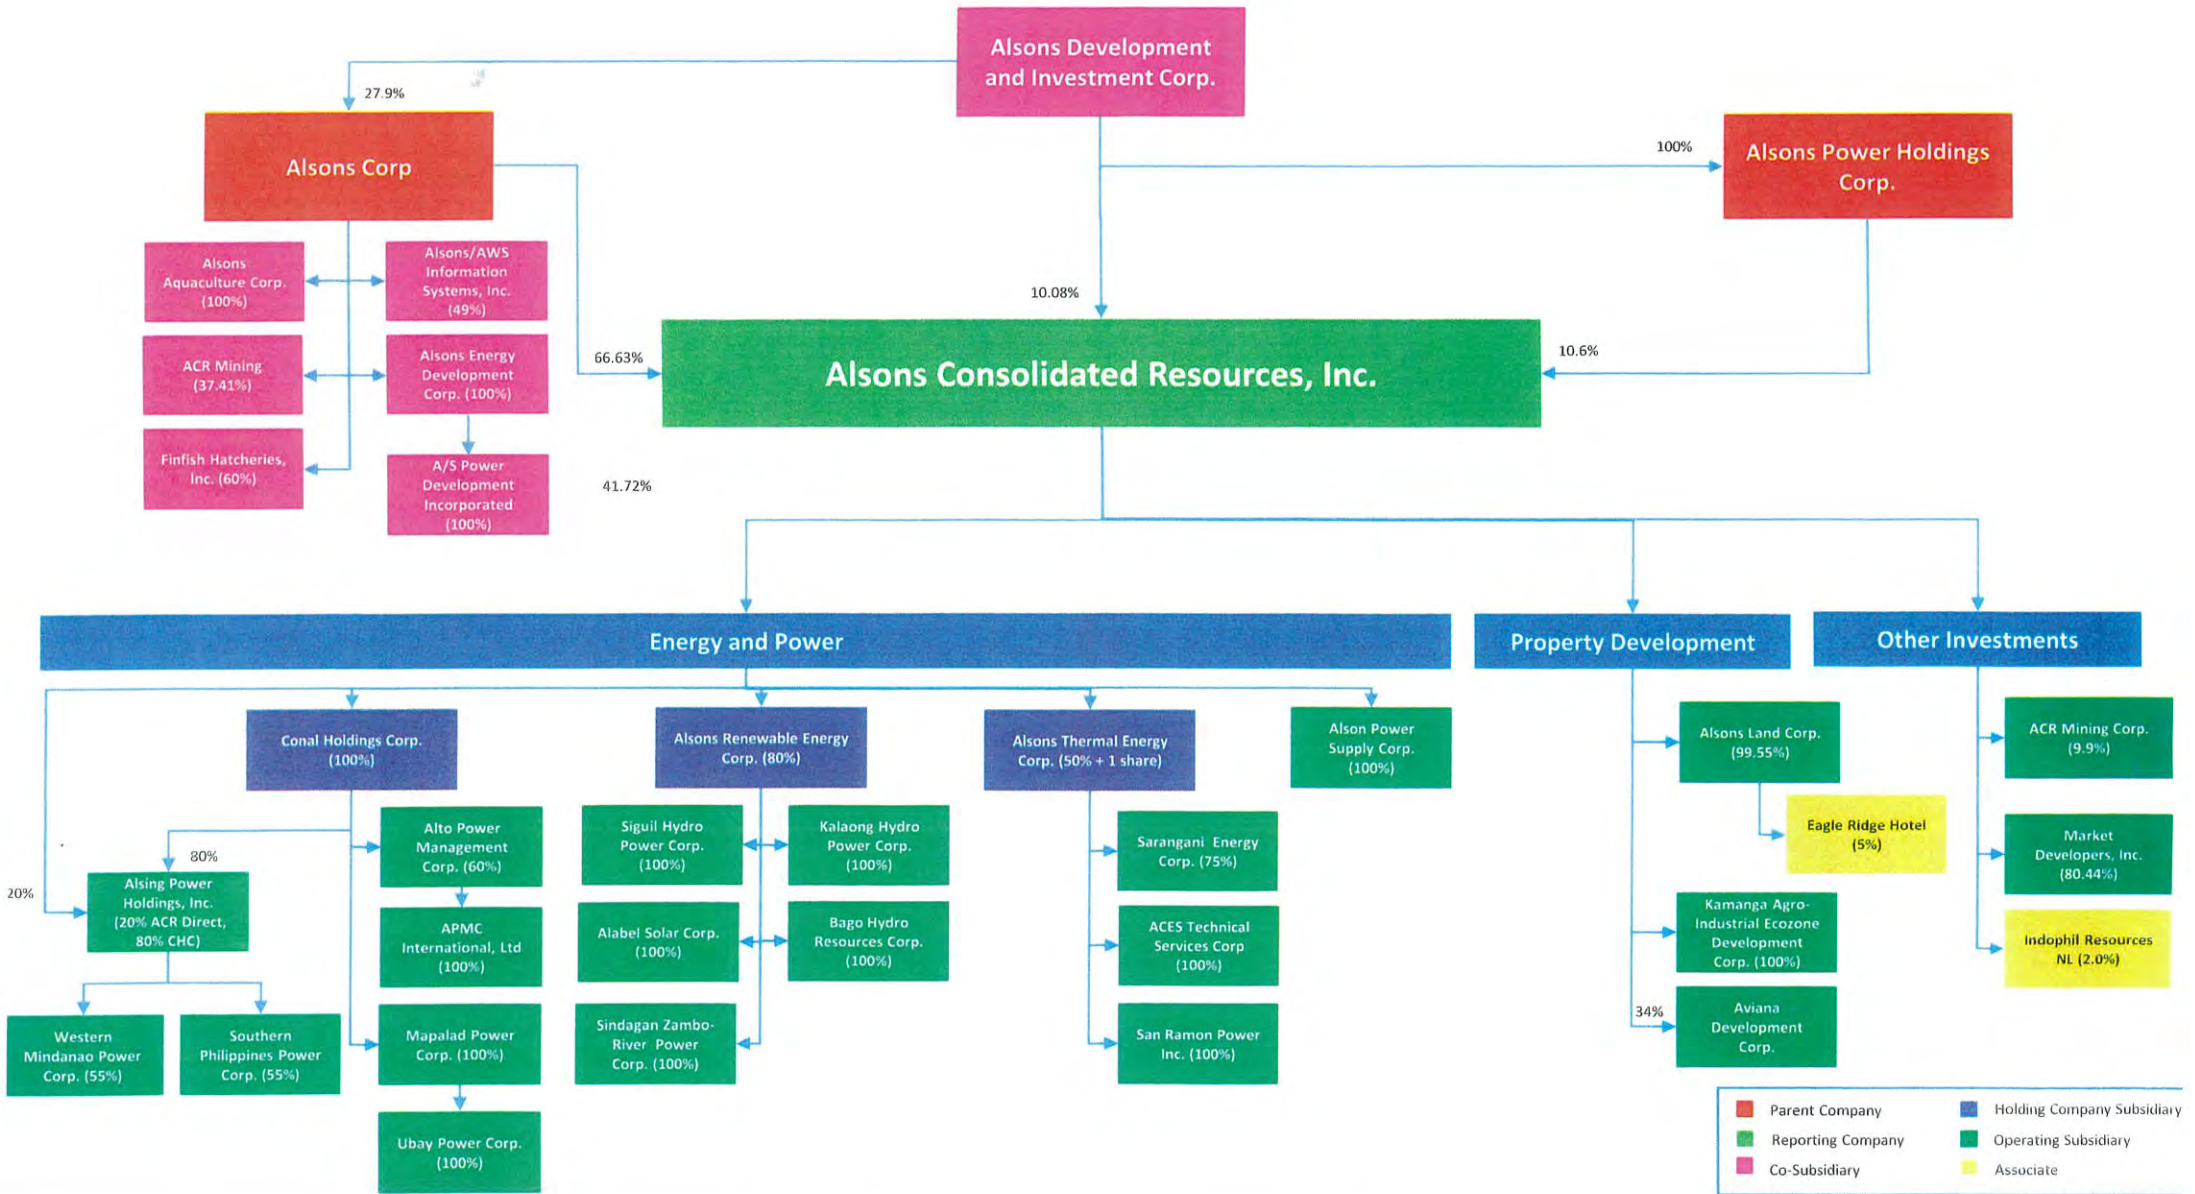 Alsons Development
and Investment Corp.
27.9%
Alsons Corp
100%
Alsons Power Holdings
Corp.
Alsons
Aquaculture Corp.
(100%)
Alsons/AWS
Information
Systems, Inc.
(49%)
10.08%
ACR Mining
(37.41%)
Alsons Energy
Development
Corp. (100%)
66.63%
Alsons Consolidated Resources, Inc.
10.6%
Finfish Hatcheries,
Inc. (60%)
A/S Power
Development
Incorporated
(100%)
41.72%
Energy and Power
Property Development
Other Investments
Conal Holdings Corp.
(100%)
Alsons Renewable Energy
Corp. (80%)
Alsons Thermal Energy
Corp. (50% + 1 share)
Alson Power
Supply Corp.
(100%)
Alsons Land Corp.
(99.55%)
ACR Mining Corp.
(9.9%)
80%
20%
Alsing Power
Holdings, Inc.
(20% ACR Direct,
80% CHC)
Alto Power
Management
Corp. (60%)
APMC
International, Ltd
(100%)
Siguil Hydro
Power Corp.
(100%)
Kalaong Hydro
Power Corp.
(100%)
Alabel Solar Corp.
(100%)
Bago Hydro
Resources Corp.
(100%)
Sarangani Energy
Corp. (75%)
ACES Technical
Services Corp
(100%)
Eagle Ridge Hotel
(5%)
Market
Developers, Inc.
(80.44%)
Kamanga Agro-
Industrial Ecozone
Development
Corp. (100%)
Indophil Resources
NL (2.0%)
Western
Mindanao Power
Corp. (55%)
Southern
Philippines Power
Corp. (55%)
Mapalad Power
Corp. (100%)
Sindagan Zambo-
River Power
Corp. (100%)
San Ramon Power
Inc. (100%)
34%
Aviana
Development
Corp.
Ubay Power Corp.
(100%)
Parent Company
Holding Company Subsidiary
Reporting Company
Operating Subsidiary
Co-Subsidiary
Associate